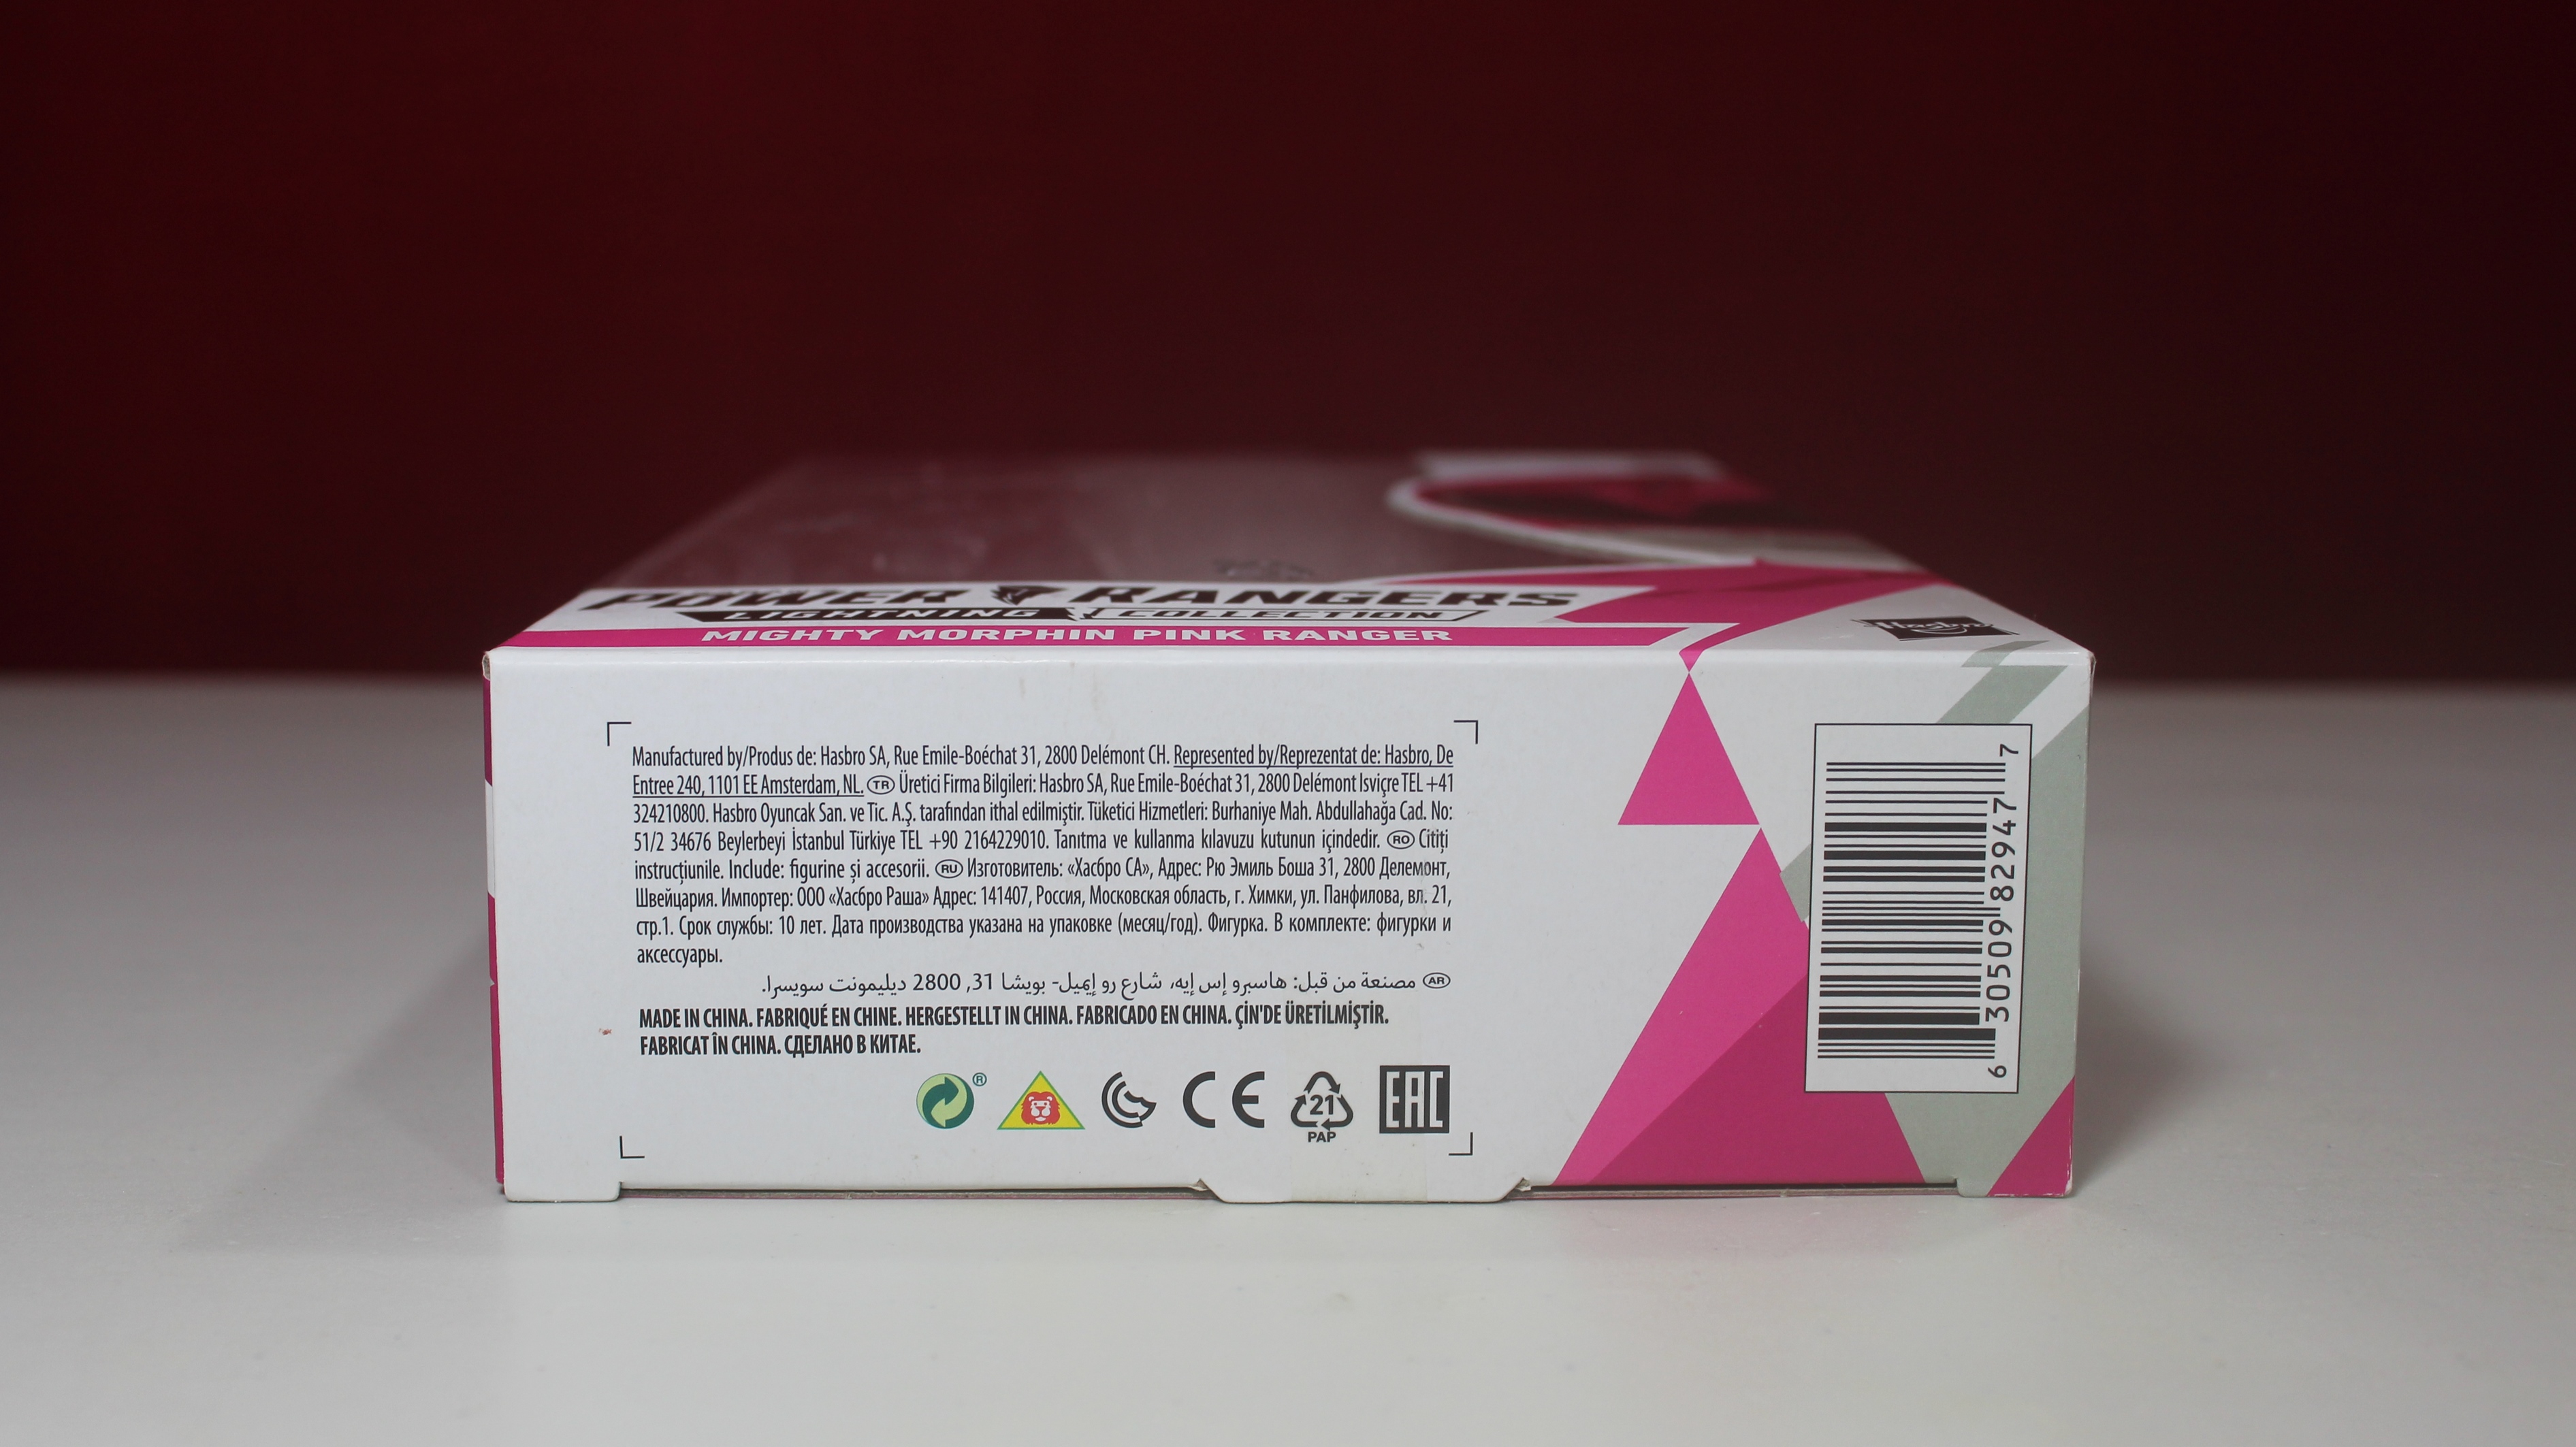 POWER RANGERS
LIGHTNING COLLECTION
MIGHTY MORPHIN PINK RANGER
Hasbro
Manufactured by/Produs de: Hasbro SA, Rue Emile-Boéchat 31, 2800 Delémont CH. Represented by/Reprezentat de: Hasbro, De
Entree 240, 1101 EE Amsterdam, NL. TR Üretici Firma Bilgileri: Hasbro SA, Rue Emile-Boéchat 31, 2800 Delémont Isviçre TEL +41
324210800. Hasbro Oyuncak San. ve Tic. A.Ş. tarafından ithal edilmiştir. Tüketici Hizmetleri: Burhaniye Mah. Abdullahağa Cad. No:
51/2 34676 Beylerbeyi İstanbul Türkiye TEL +90 2164229010. Tanıtma ve kullanma kılavuzu kutunun içindedir. RO Citiți
instrucțiunile. Include: figurine și accesorii. RU Изготовитель: «Хасбро СА», Адрес: Рю Эмиль Боша 31, 2800 Делемонт,
Швейцария. Импортер: ООО «Хасбро Раша» Адрес: 141407, Россия, Московская область, г. Химки, ул. Панфилова, вл. 21,
стр.1. Срок службы: 10 лет. Дата производства указана на упаковке (месяц/год). Фигурка. В комплекте: фигурки и
аксессуары.
AR مصنعة من قبل: هاسبرو إس إيه، شارع رو إيميل- بويشا 31, 2800 ديليمونت سويسرا.
MADE IN CHINA. FABRIQUÉ EN CHINE. HERGESTELLT IN CHINA. FABRICADO EN CHINA. ÇİN'DE ÜRETİLMİŞTİR.
FABRICAT ÎN CHINA. СДЕЛАНО В КИТАЕ.
® CE 21 EAC
PAP
6 30509 82947 7